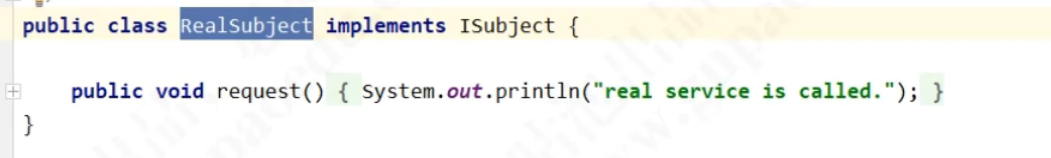 public class RealSubject implements ISubject {
public void request() { System.out.println("real service is called."); }
}